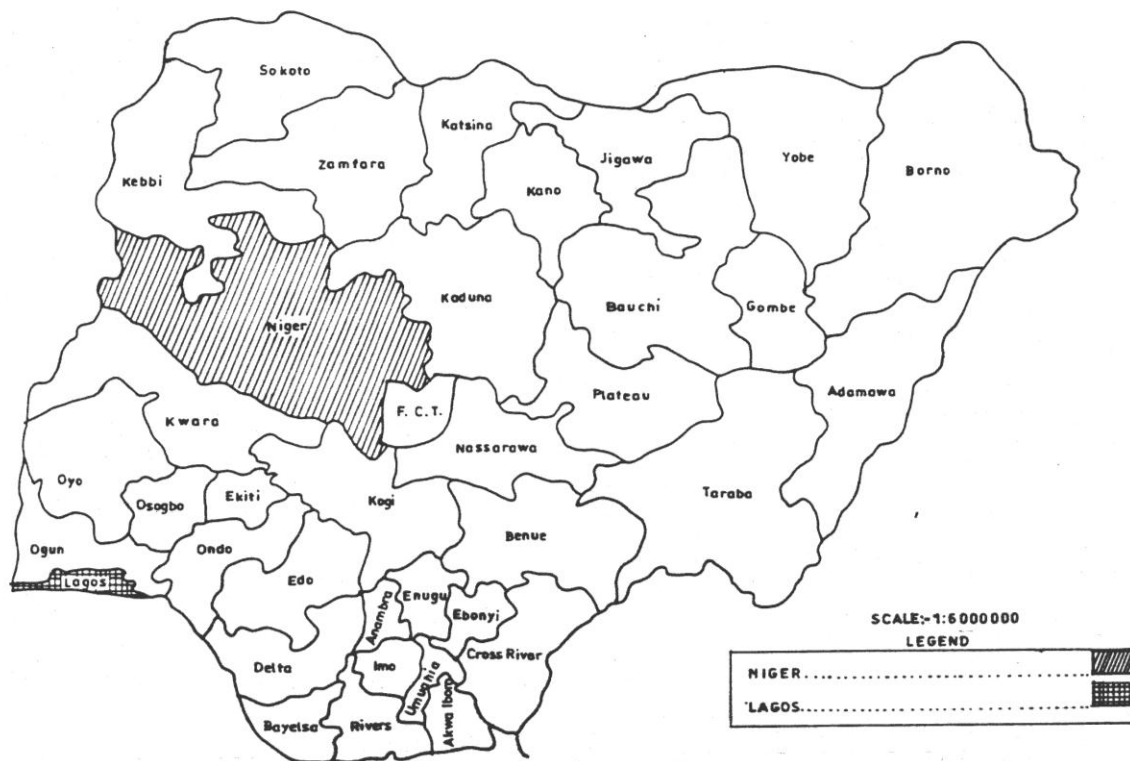 Sokoto
Katsina
Zamfara
Jigawa
Yobe
Borno
Kebbi
Kano
Kaduna
Bauchi
Gombe
Niger
Plateau
Adamawa
F. C. T.
Kwara
Nassarawa
Oyo
Osogbo
Ekiti
Kogi
Taraba
Benue
Ogun
Ondo
Edo
Lagos
Anambra
Enugu
Ebonyi
Cross River
Delta
Imo
Umuahia
Akwa Ibom
Bayelsa
Rivers
SCALE:-1:6000000
LEGEND
NIGER..............................
LAGOS..............................